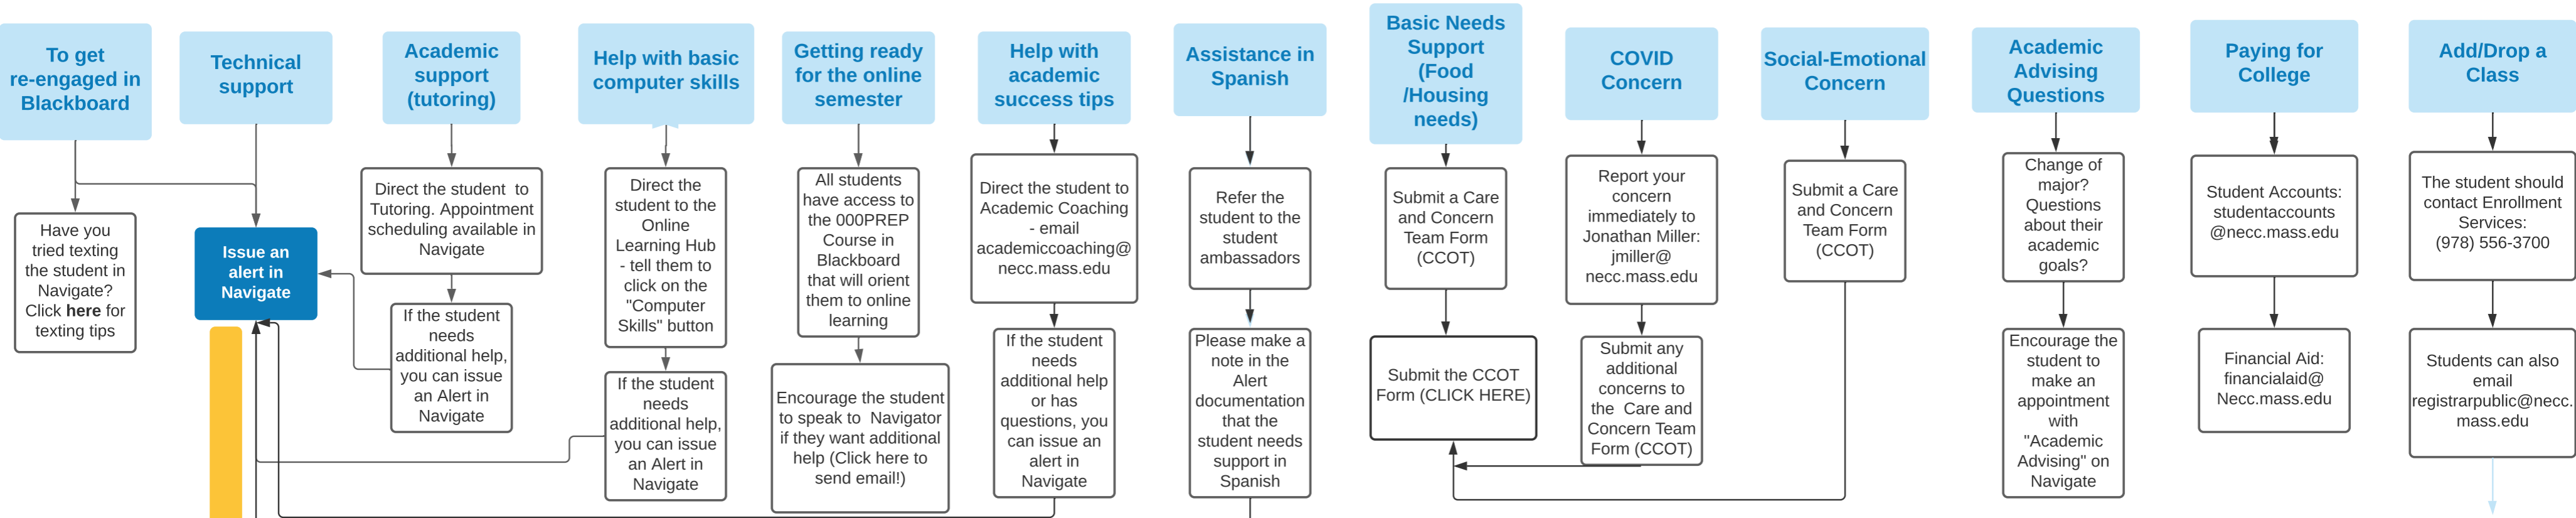 To get
re-engaged in
Blackboard
Technical
support
Academic
support
(tutoring)
Help with basic
computer skills
Getting ready
for the online
semester
Help with
academic
success tips
Assistance in
Spanish
Basic Needs
Support
(Food
/Housing
needs)
COVID
Concern
Social-Emotional
Concern
Academic
Advising
Questions
Paying for
College
Add/Drop a
Class
Have you
tried texting
the student in
Navigate?
Click here for
texting tips
Issue an
alert in
Navigate
Direct the student to
Tutoring. Appointment
scheduling available in
Navigate
If the student
needs
additional help,
you can issue
an Alert in
Navigate
Direct the
student to the
Online
Learning Hub
- tell them to
click on the
"Computer
Skills" button
If the student
needs
additional help,
you can issue
an Alert in
Navigate
All students
have access to
the 000PREP
Course in
Blackboard
that will orient
them to online
learning
Encourage the student
to speak to Navigator
if they want additional
help (Click here to
send email!)
Direct the student to
Academic Coaching
- email
academiccoaching@
necc.mass.edu
If the student
needs
additional help
or has
questions, you
can issue an
alert in
Navigate
Refer the
student to the
student
ambassadors
Please make a
note in the
Alert
documentation
that the
student needs
support in
Spanish
Submit a Care
and Concern
Team Form
(CCOT)
Submit the CCOT
Form (CLICK HERE)
Report your
concern
immediately to
Jonathan Miller:
jmiller@
necc.mass.edu
Submit any
additional
concerns to
the Care and
Concern Team
Form (CCOT)
Submit a Care
and Concern
Team Form
(CCOT)
Change of
major?
Questions
about their
academic
goals?
Encourage the
student to
make an
appointment
with
"Academic
Advising" on
Navigate
Student Accounts:
studentaccounts
@necc.mass.edu
Financial Aid:
financialaid@
Necc.mass.edu
The student should
contact Enrollment
Services:
(978) 556-3700
Students can also
email
registrarpublic@necc.
mass.edu